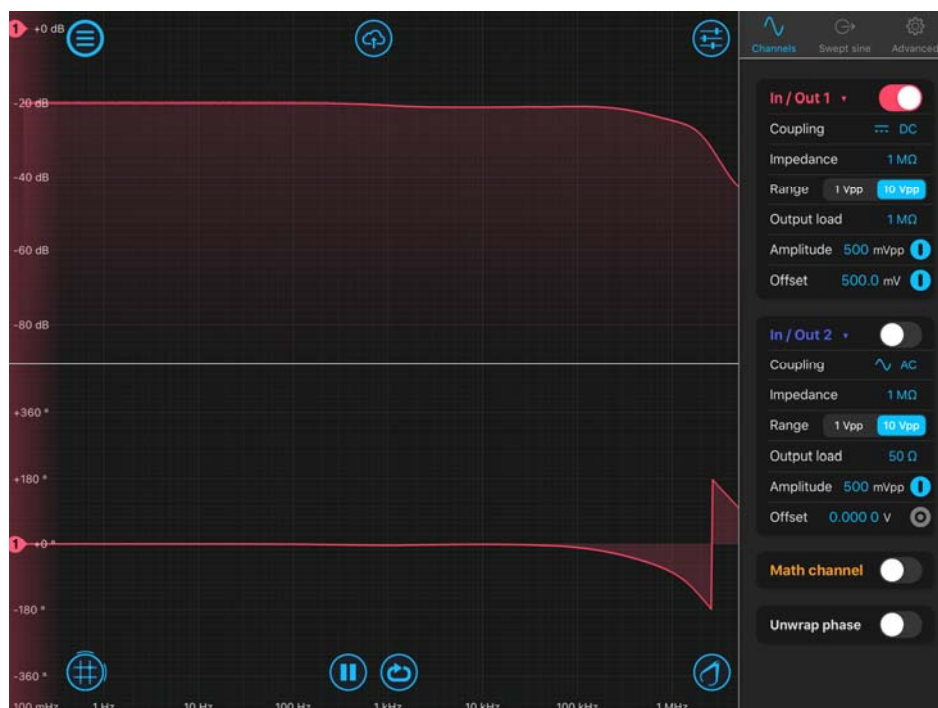 1 +0 dB
-20 dB
-40 dB
-60 dB
-80 dB
+360 °
+180 °
1 +0 °
-180 °
-360 °
100 mHz 1 Hz 10 Hz 100 Hz 1 kHz 10 kHz 100 kHz 1 MHz
Channels Swept sine Advanced
In / Out 1
Coupling DC
Impedance 1 MΩ
Range 1 Vpp 10 Vpp
Output load 1 MΩ
Amplitude 500 mVpp
Offset 500.0 mV
In / Out 2
Coupling AC
Impedance 1 MΩ
Range 1 Vpp 10 Vpp
Output load 50 Ω
Amplitude 500 mVpp
Offset 0.000 0 V
Math channel
Unwrap phase